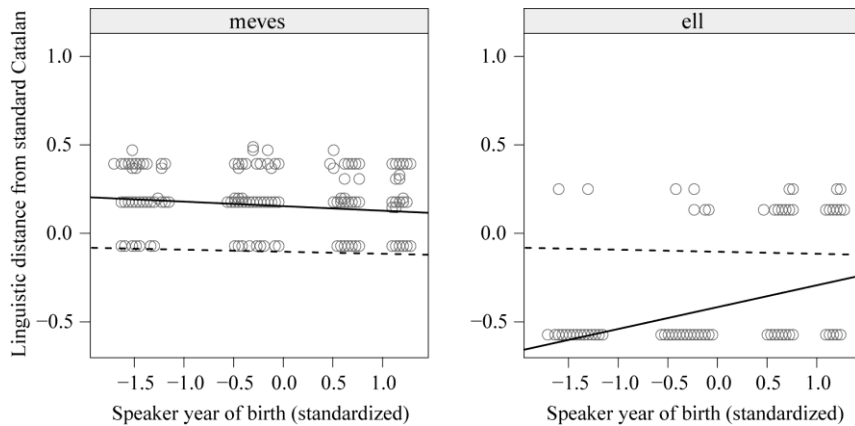 meves
ell
Linguistic distance from standard Catalan
1.0
0.5
0.0
−0.5
1.0
0.5
0.0
−0.5
−1.5 −1.0 −0.5 0.0 0.5 1.0
−1.5 −1.0 −0.5 0.0 0.5 1.0
Speaker year of birth (standardized)
Speaker year of birth (standardized)